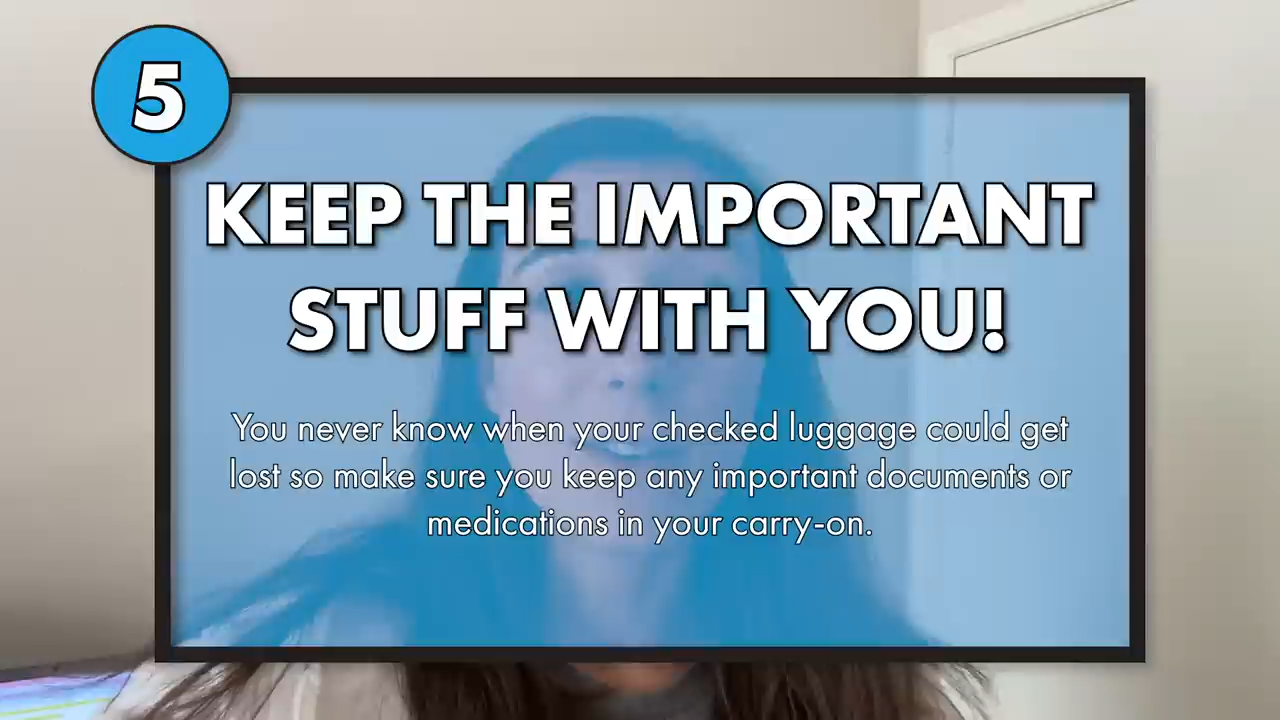 5
KEEP THE IMPORTANT
STUFF WITH YOU!
You never know when your checked luggage could get
lost so make sure you keep any important documents or
medications in your carry-on.